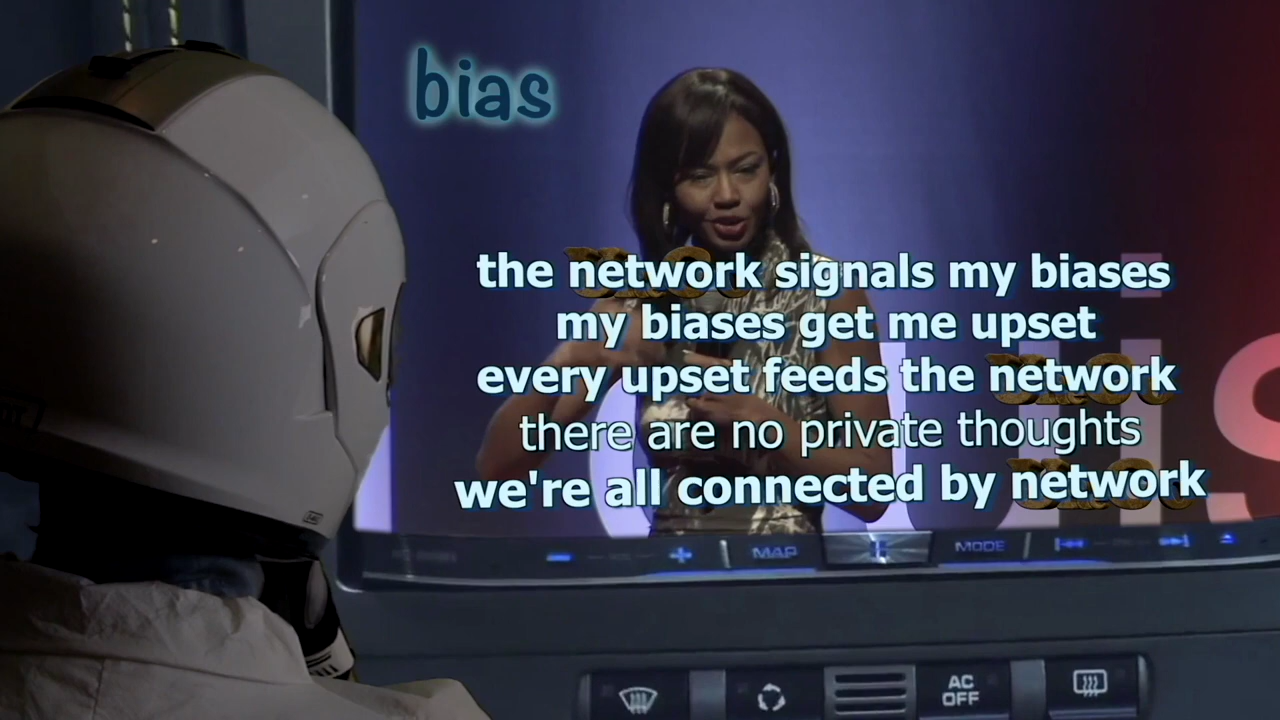 bias
the network signals my biases
my biases get me upset
every upset feeds the network
there are no private thoughts
we're all connected by network
MAP
MODE
AC
OFF